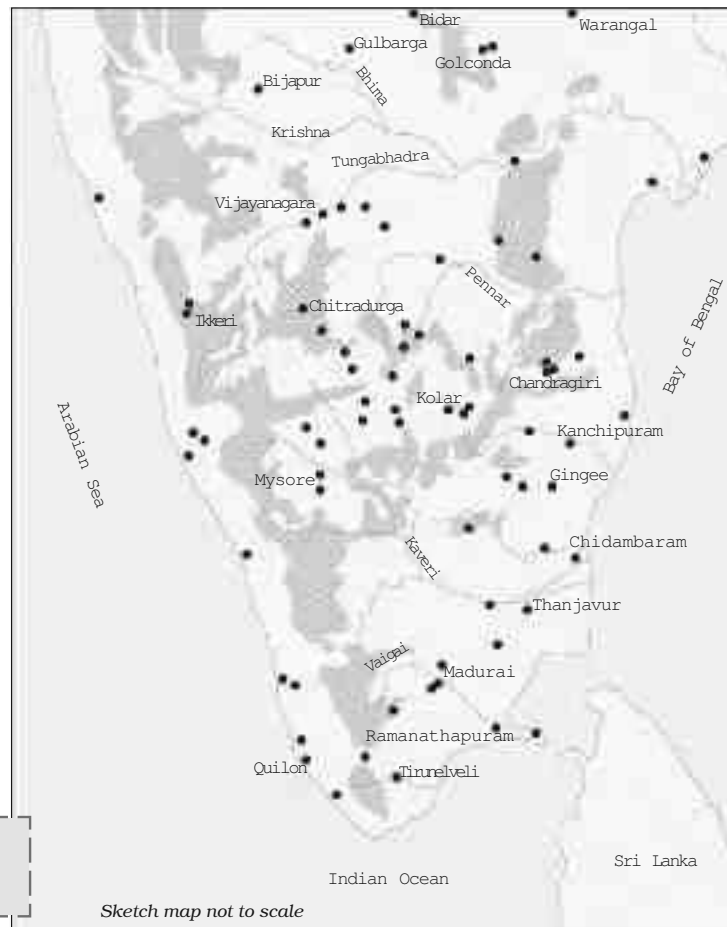 Bidar
Warangal
Gulbarga
Golconda
Bijapur
Bhima
Krishna
Tungabhadra
Vijayanagara
Pennar
Bay of Bengal
Chitradurga
Ikkeri
Chandragiri
Kolar
Arabian Sea
Kanchipuram
Mysore
Gingee
Kaveri
Chidambaram
Thanjavur
Vaigai
Madurai
Ramanathapuram
Quilon
Tirunelveli
Sri Lanka
Indian Ocean
Sketch map not to scale